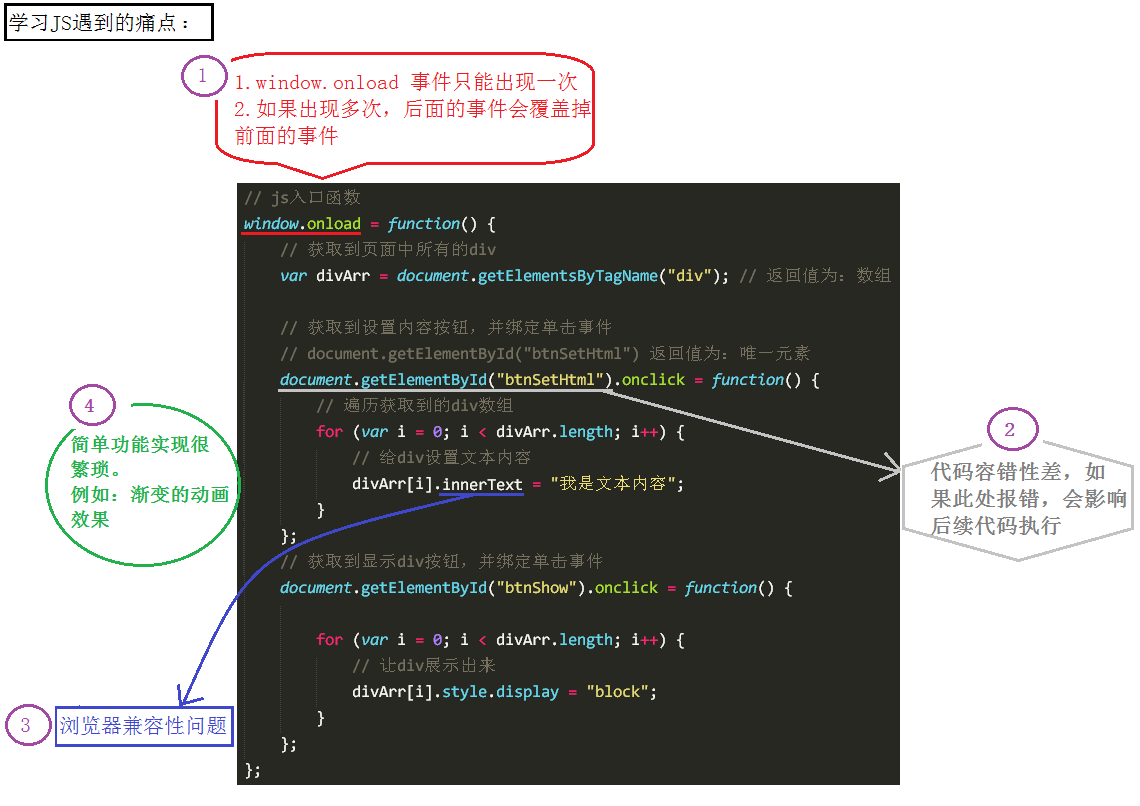 学习JS遇到的痛点：
1
1.window.onload 事件只能出现一次
2.如果出现多次，后面的事件会覆盖掉
前面的事件
// js入口函数
window.onload = function() {
// 获取到页面中所有的div
var divArr = document.getElementsByTagName("div"); // 返回值为：数组
// 获取到设置内容按钮，并绑定单击事件
// document.getElementById("btnSetHtml") 返回值为：唯一元素
document.getElementById("btnSetHtml").onclick = function() {
// 遍历获取到的div数组
for (var i = 0; i < divArr.length; i++) {
// 给div设置文本内容
divArr[i].innerText = "我是文本内容";
}
};
// 获取到显示div按钮，并绑定单击事件
document.getElementById("btnShow").onclick = function() {
for (var i = 0; i < divArr.length; i++) {
// 让div展示出来
divArr[i].style.display = "block";
}
};
};
2
代码容错性差，如
果此处报错，会影响
后续代码执行
4
简单功能实现很
繁琐。
例如：渐变的动画
效果
3
浏览器兼容性问题